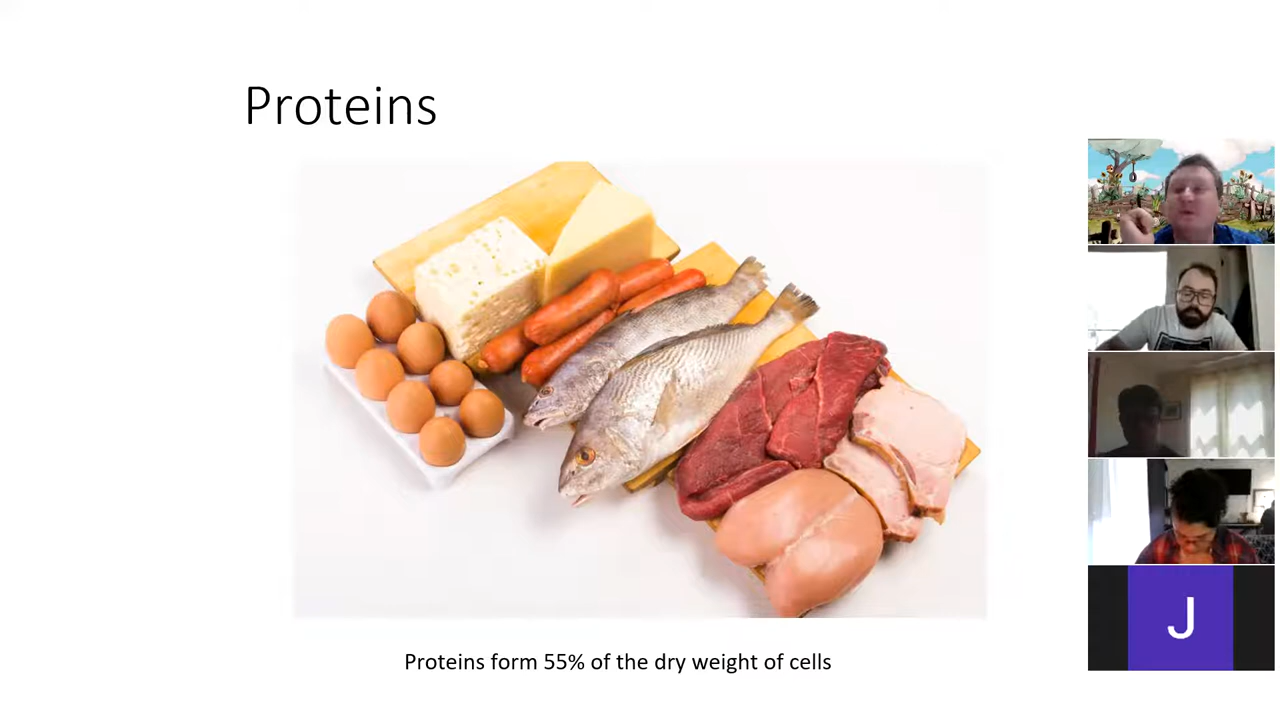 Proteins
Proteins form 55% of the dry weight of cells
J